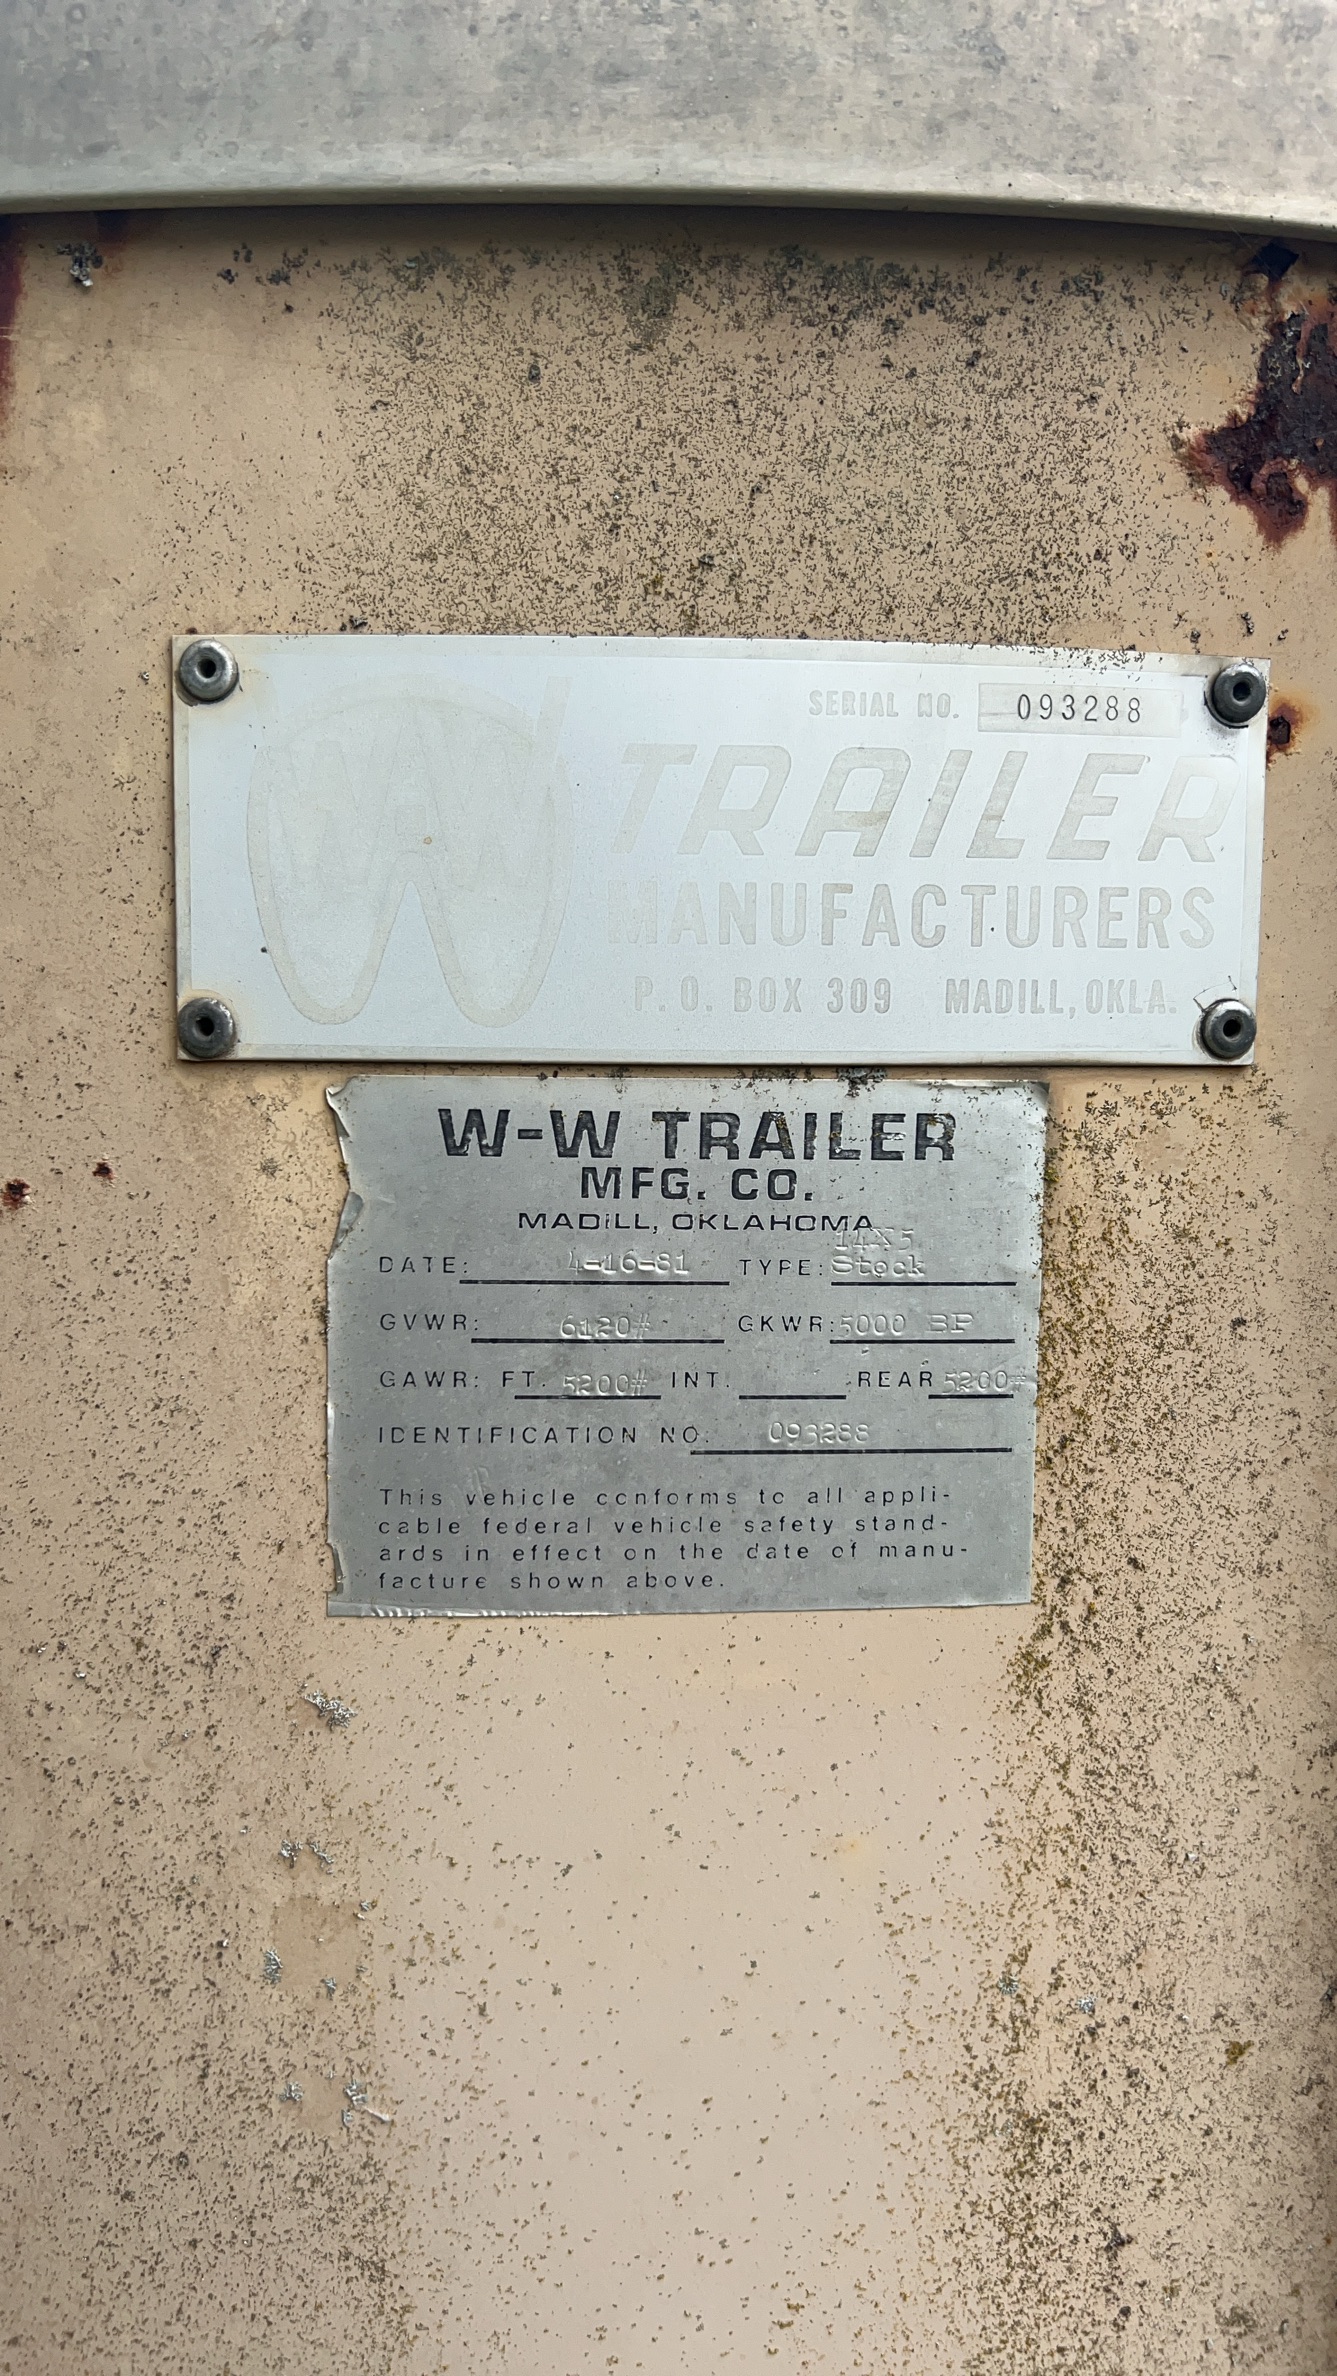 SERIAL NO. 093288
W-W
TRAILER
MANUFACTURERS
P. O. BOX 309 MADILL, OKLA.
W-W TRAILER
MFG. CO.
MADILL, OKLAHOMA
14X5
DATE: 4-16-81 TYPE: Stock
GVWR: 6120# GKWR: 5000 BP
GAWR: FT. 5200# INT. REAR 5200#
IDENTIFICATION NO. 093288
This vehicle conforms to all appli-
cable federal vehicle safety stand-
ards in effect on the date of manu-
facture shown above.